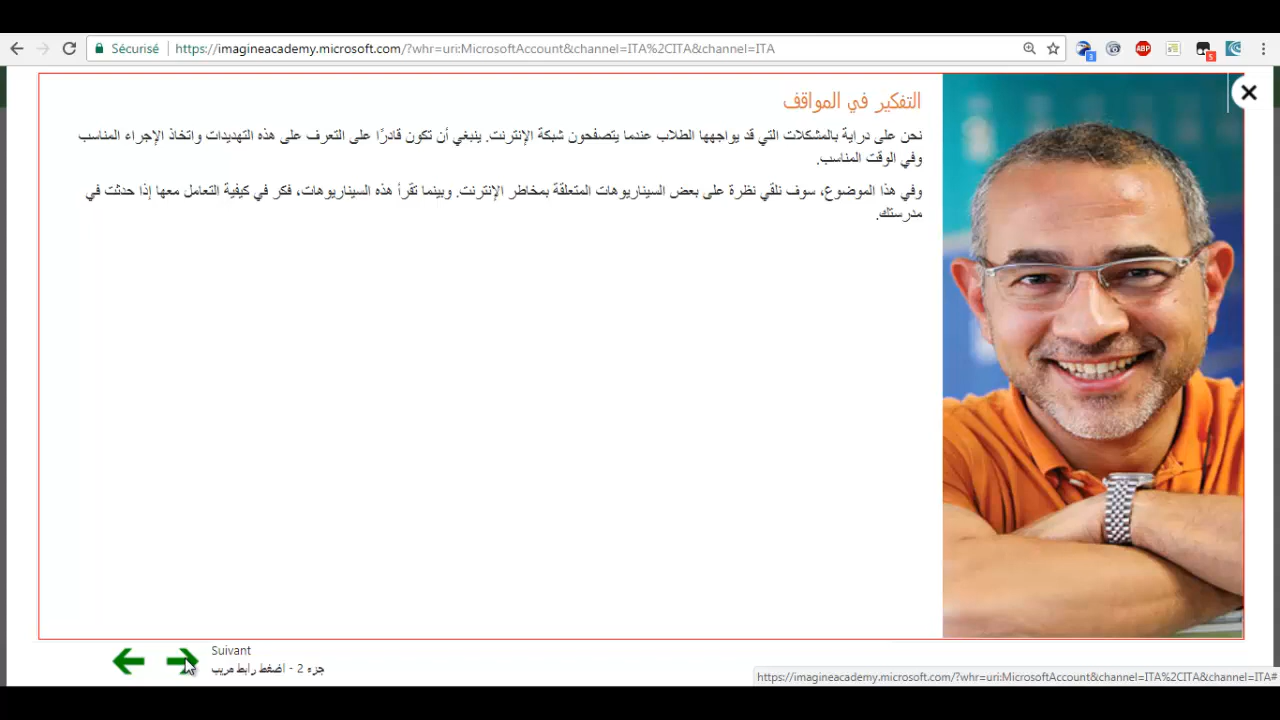 Sécurisé
https://imagineacademy.microsoft.com/?whr=uri:MicrosoftAccount&channel=ITA%2CITA&channel=ITA
ABP
3
5
التفكير في المواقف
نحن على دراية بالمشكلات التي قد يواجهها الطلاب عندما يتصفحون شبكة الإنترنت. ينبغي أن تكون قادرًا على التعرف على هذه التهديدات واتخاذ الإجراء المناسب
وفي الوقت المناسب.
وفي هذا الموضوع، سوف نلقي نظرة على بعض السيناريوهات المتعلقة بمخاطر الإنترنت. وبينما تقرأ هذه السيناريوهات، فكر في كيفية التعامل معها إذا حدثت في
مدرستك.
Suivant
جزء 2 - اضغط رابط مريب
https://imagineacademy.microsoft.com/?whr=uri:MicrosoftAccount&channel=ITA%2CITA&channel=ITA#